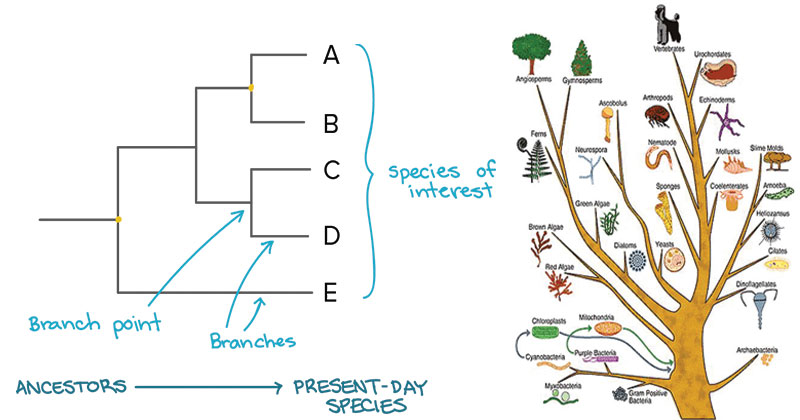 A
B
C
D
E
Species of
interest
Branch point
Branches
ANCESTORS
PRESENT-DAY
SPECIES
Vertebrates
Urochordates
Angiosperms
Gymnosperms
Ascobolus
Arthropods
Echinoderms
Ferns
Neurospora
Nematode
Mollusks
Slime Molds
Sponges
Coelenterates
Amoeba
Green Algae
Heliozansus
Brown Algae
Diatoms
Yeasts
Ciliates
Red Algae
Dinoflagellates
Chloroplasts
Mitochondria
Cyanobacteria
Purple Bacteria
Archaebacteria
Myxobacteria
Gram Positive
Bacteria